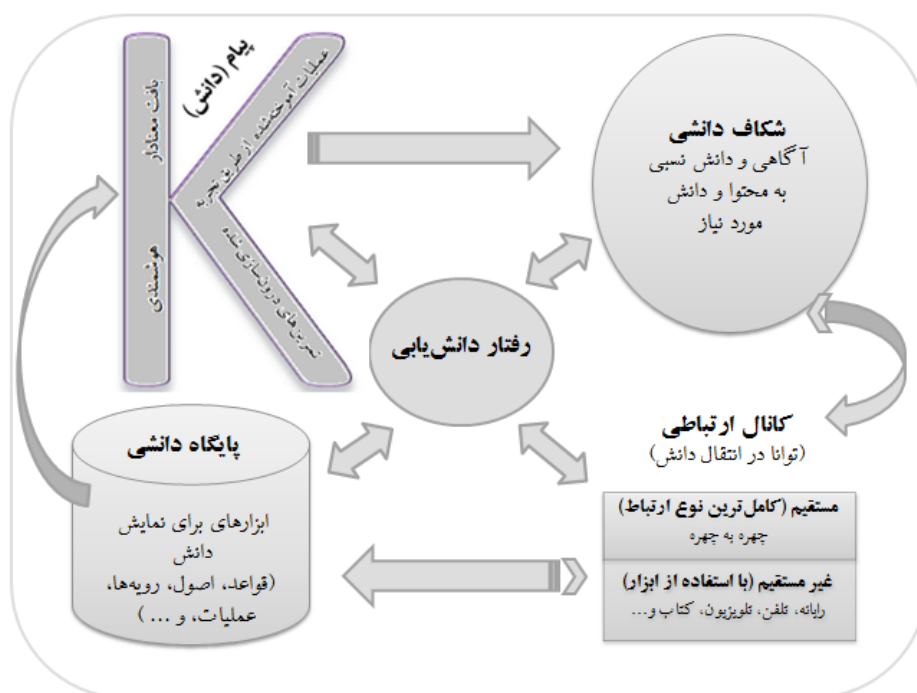 پیام (دانش)
بافت معنادار
هوشمندی
عملیات آموخته‌شده از طریق تجربه
تمرین‌های درون‌سازی شده
شکاف دانشی
آگاهی و دانش نسبی
به محتوا و دانش
مورد نیاز
رفتار دانش‌یابی
کانال ارتباطی
(توانا در انتقال دانش)
مستقیم (کامل‌ترین نوع ارتباط)
چهره به چهره
غیر مستقیم (با استفاده از ابزار)
رایانه، تلفن، تلویزیون، کتاب و...
پایگاه دانشی
ابزارهای برای نمایش
دانش
(قواعد، اصول، رویه‌ها،
عملیات، و ... )